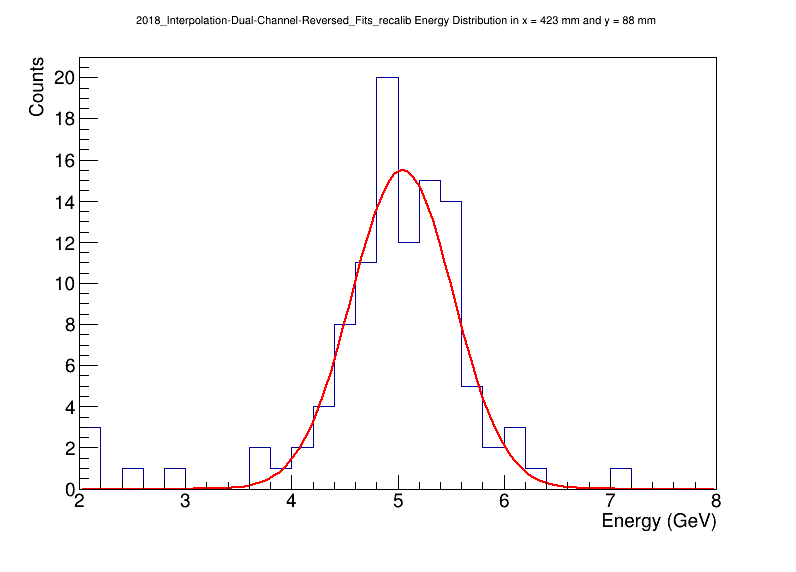 2018_Interpolation-Dual-Channel-Reversed_Fits_recalib Energy Distribution in x = 423 mm and y = 88 mm
Counts
20
18
16
14
12
10
8
6
4
2
0
2 3 4 5 6 7 8
Energy (GeV)